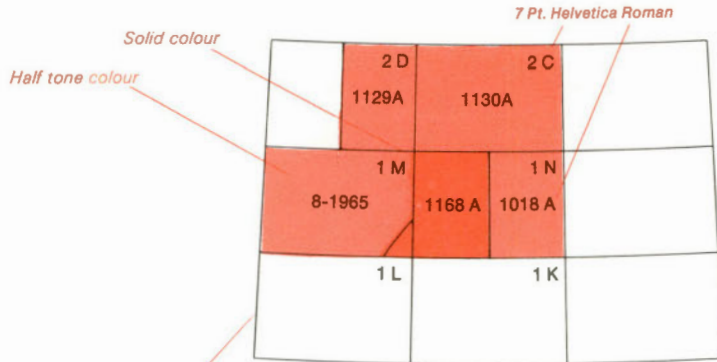 7 Pt. Helvetica Roman
Solid colour
Half tone colour
2 D
2 C
1129A
1130A
1 M
1 N
8-1965
1168 A
1018 A
1 L
1 K